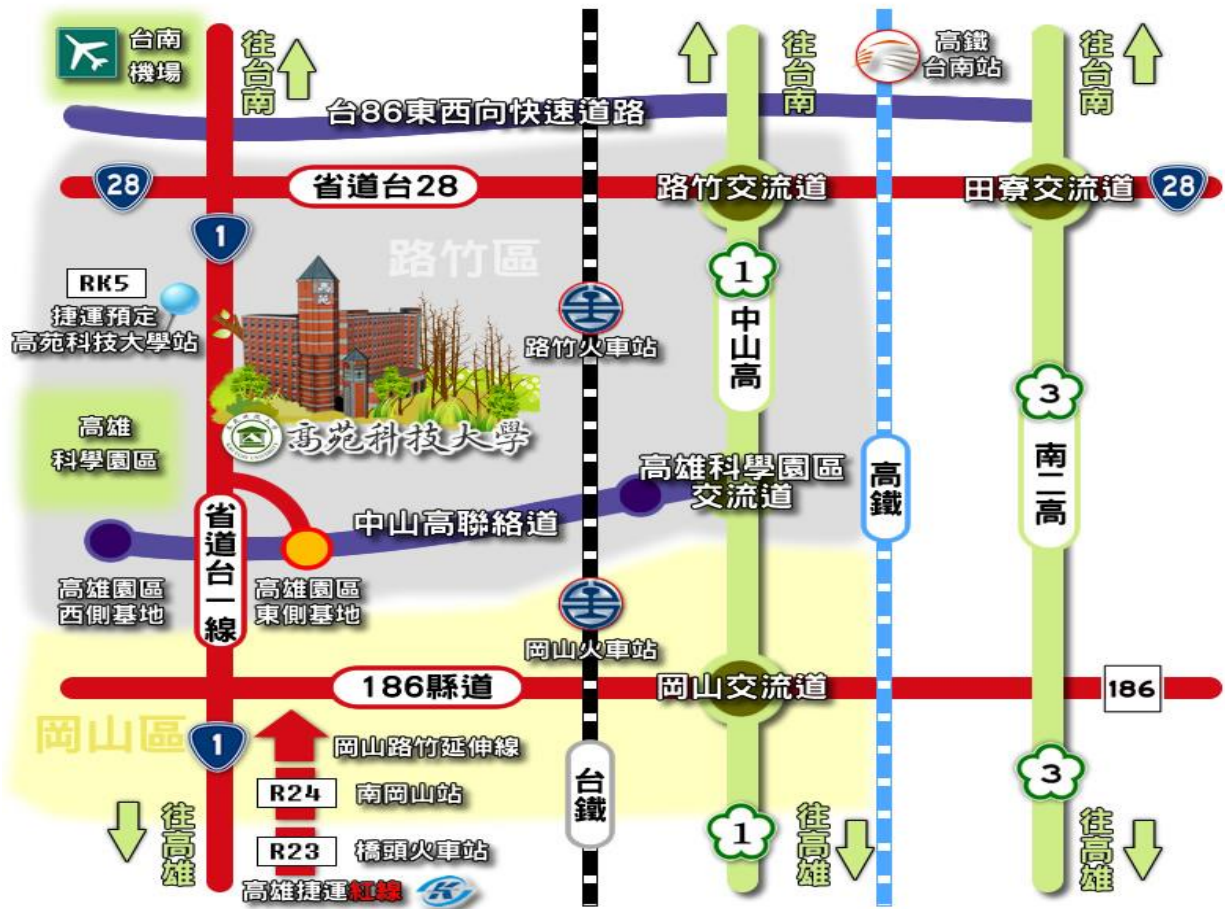 台南
機場
往台南
往台南
高鐵
台南站
往台南
台86東西向快速道路
28
省道台28
路竹交流道
田寮交流道
28
1
路竹區
RK5
捷運預定
高苑科技大學站
高苑
路竹火車站
1
中山高
3
南二高
高雄
科學園區
高苑科技大學
高雄科學園區
交流道
高鐵
省道台一線
中山高聯絡道
高雄園區
西側基地
高雄園區
東側基地
岡山火車站
186縣道
岡山交流道
186
岡山區
1
岡山路竹延伸線
台鐵
3
R24
南岡山站
1
往高雄
往高雄
往高雄
R23
橋頭火車站
高雄捷運紅線